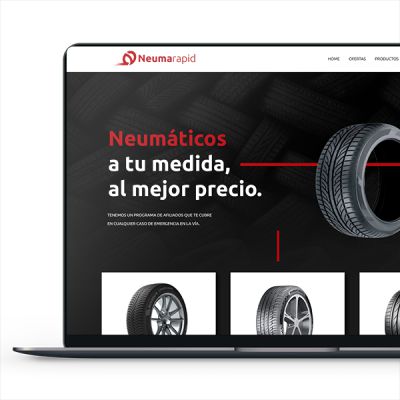 Neumarapid
HOME OFERTAS PRODUCTOS
Neumáticos
a tu medida,
al mejor precio.
TENEMOS UN PROGRAMA DE AFILIADOS QUE TE CUBRE
EN CUALQUIER CASO DE EMERGENCIA EN LA VÍA.